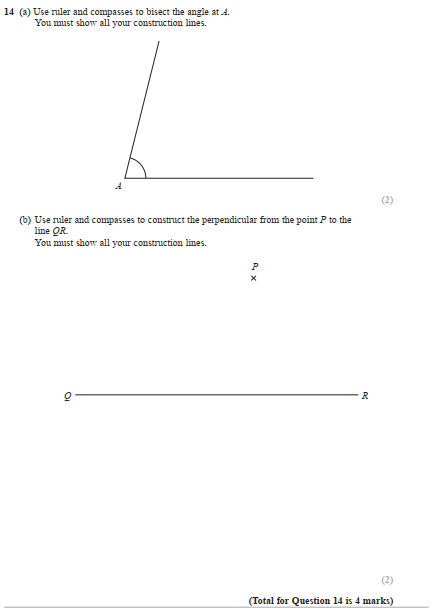 14 (a) Use ruler and compasses to bisect the angle at A.
You must show all your construction lines.
A
(2)
(b) Use ruler and compasses to construct the perpendicular from the point P to the
line QR.
You must show all your construction lines.
P
Q R
(2)
(Total for Question 14 is 4 marks)